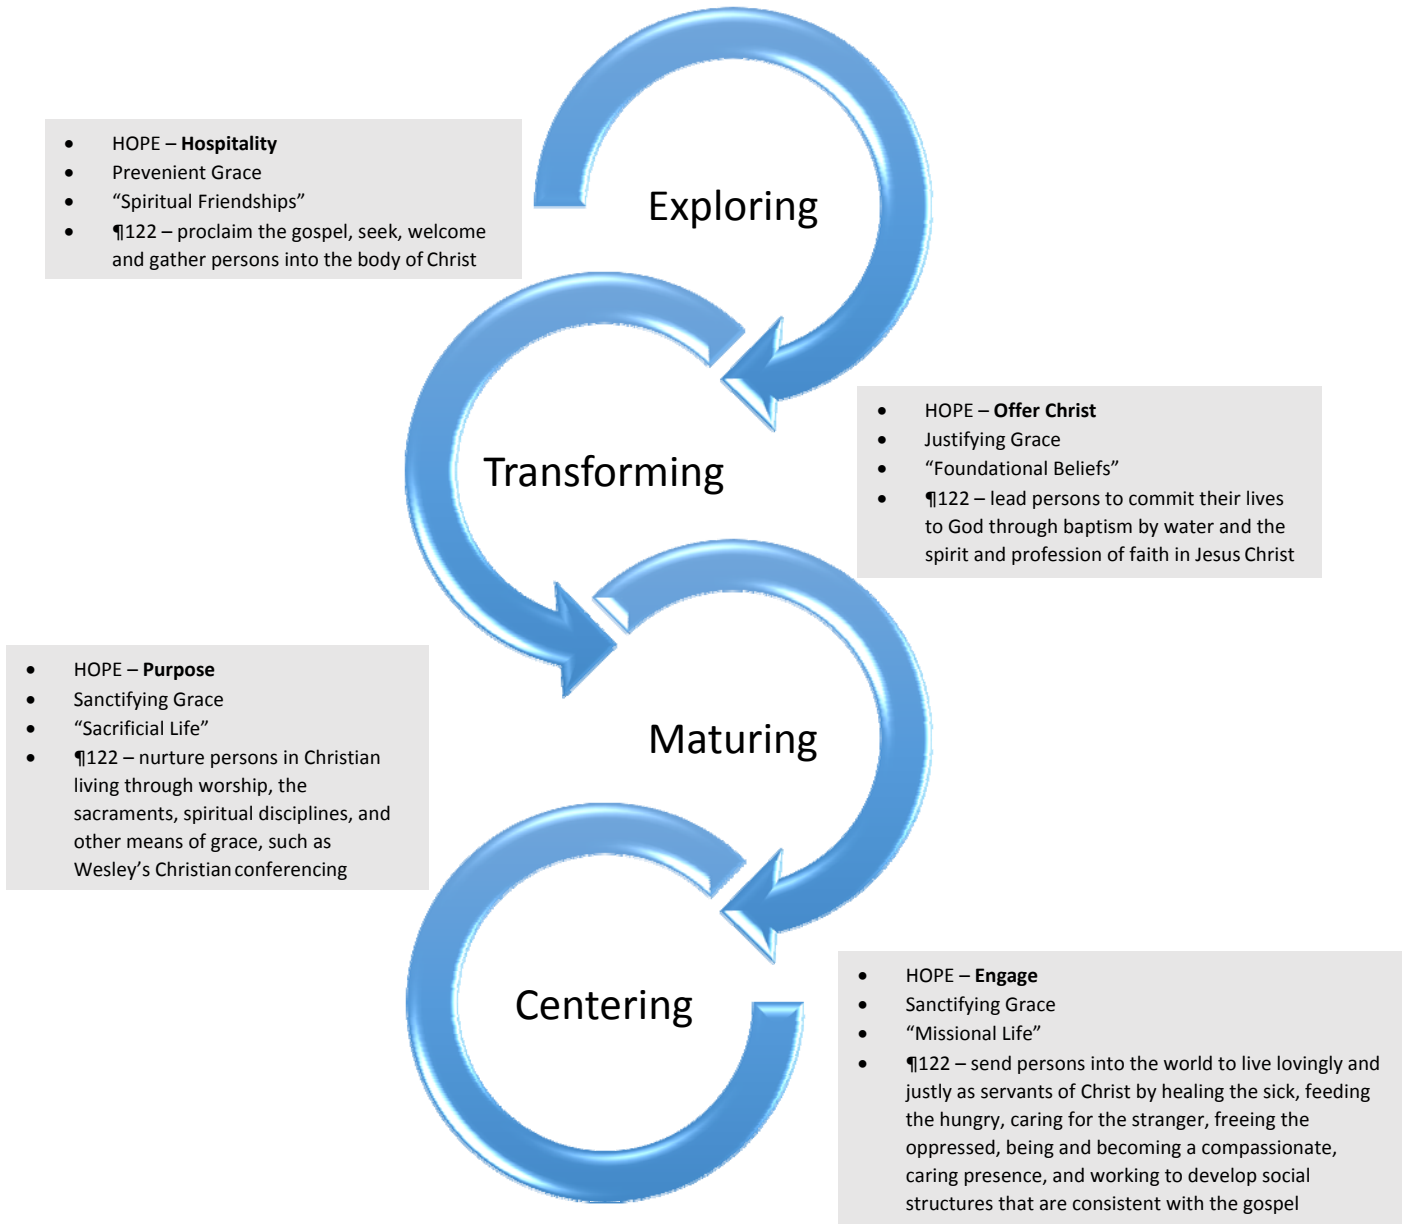 • HOPE – Hospitality
• Prevenient Grace
• “Spiritual Friendships”
• ¶122 – proclaim the gospel, seek, welcome
and gather persons into the body of Christ
Exploring
• HOPE – Offer Christ
• Justifying Grace
• “Foundational Beliefs”
• ¶122 – lead persons to commit their lives
to God through baptism by water and the
spirit and profession of faith in Jesus Christ
Transforming
• HOPE – Purpose
• Sanctifying Grace
• “Sacrificial Life”
• ¶122 – nurture persons in Christian
living through worship, the
sacraments, spiritual disciplines, and
other means of grace, such as
Wesley’s Christian conferencing
Maturing
• HOPE – Engage
• Sanctifying Grace
• “Missional Life”
• ¶122 – send persons into the world to live lovingly and
justly as servants of Christ by healing the sick, feeding
the hungry, caring for the stranger, freeing the
oppressed, being and becoming a compassionate,
caring presence, and working to develop social
structures that are consistent with the gospel
Centering